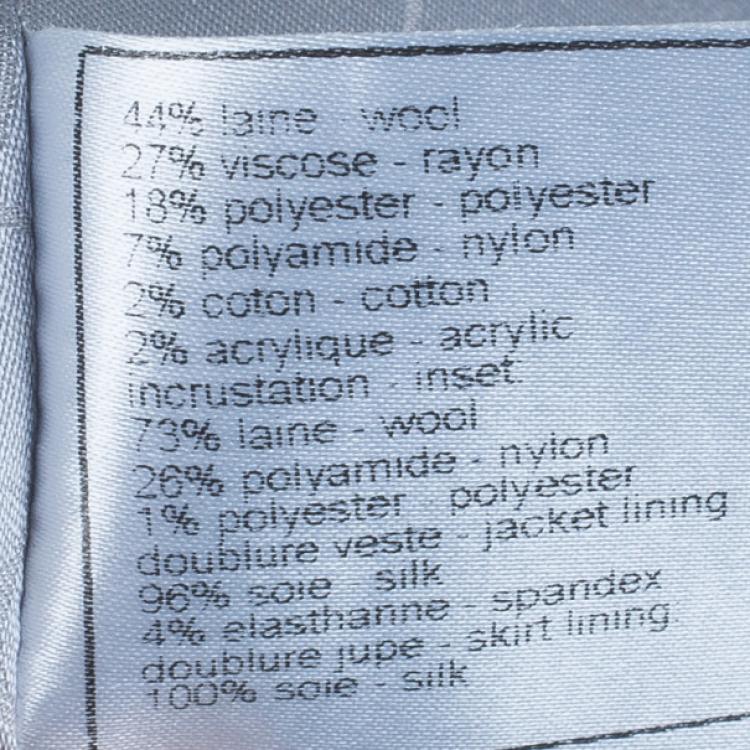 44% laine - wool
27% viscose - rayon
18% polyester - polyester
7% polyamide - nylon
2% coton - cotton
2% acrylique - acrylic
incrustation - inset:
73% laine - wool
26% polyamide - nylon
1% polyester - polyester
doublure veste - jacket lining
96% soie - silk
4% elasthanne - spandex
doublure jupe - skirt lining:
100% soie - silk